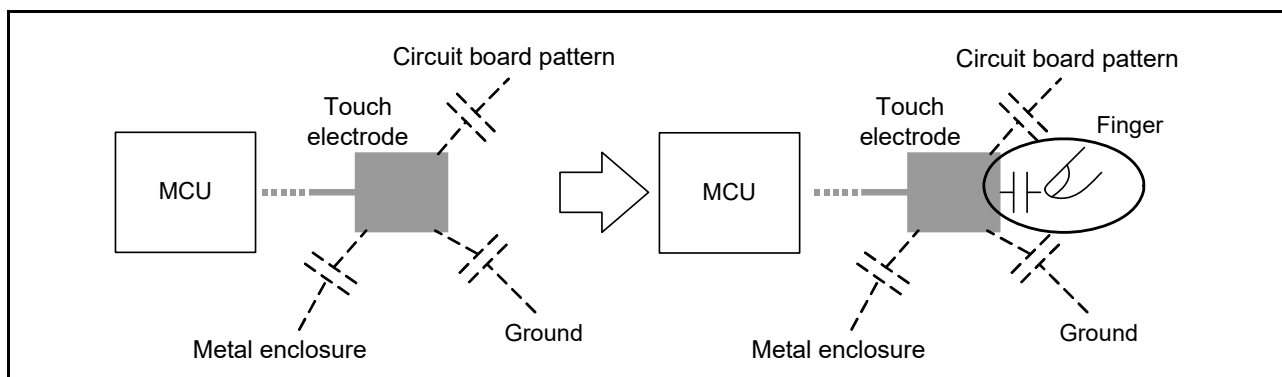 Circuit board pattern
Touch
electrode
MCU
Metal enclosure
Ground
Circuit board pattern
Touch
electrode
Finger
MCU
Metal enclosure
Ground